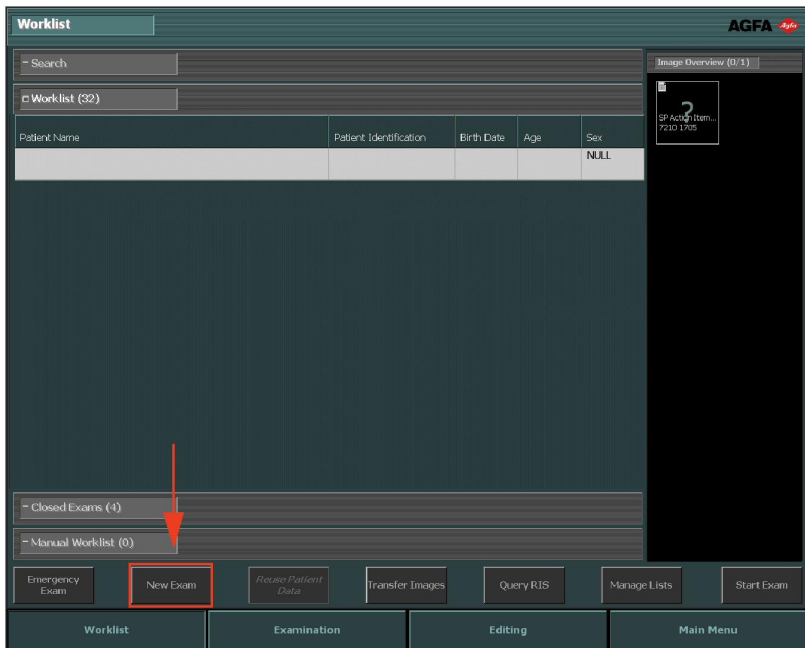 Worklist
AGFA
Agfa
Search
Worklist (32)
Patient Name Patient Identification Birth Date Age Sex
NULL
Image Overview (0/1)
?
SP Action Item...
7210 1705
Closed Exams (4)
Manual Worklist (0)
Emergency
Exam
New Exam
Reuse Patient
Data
Transfer Images
Query RIS
Manage Lists
Start Exam
Worklist
Examination
Editing
Main Menu